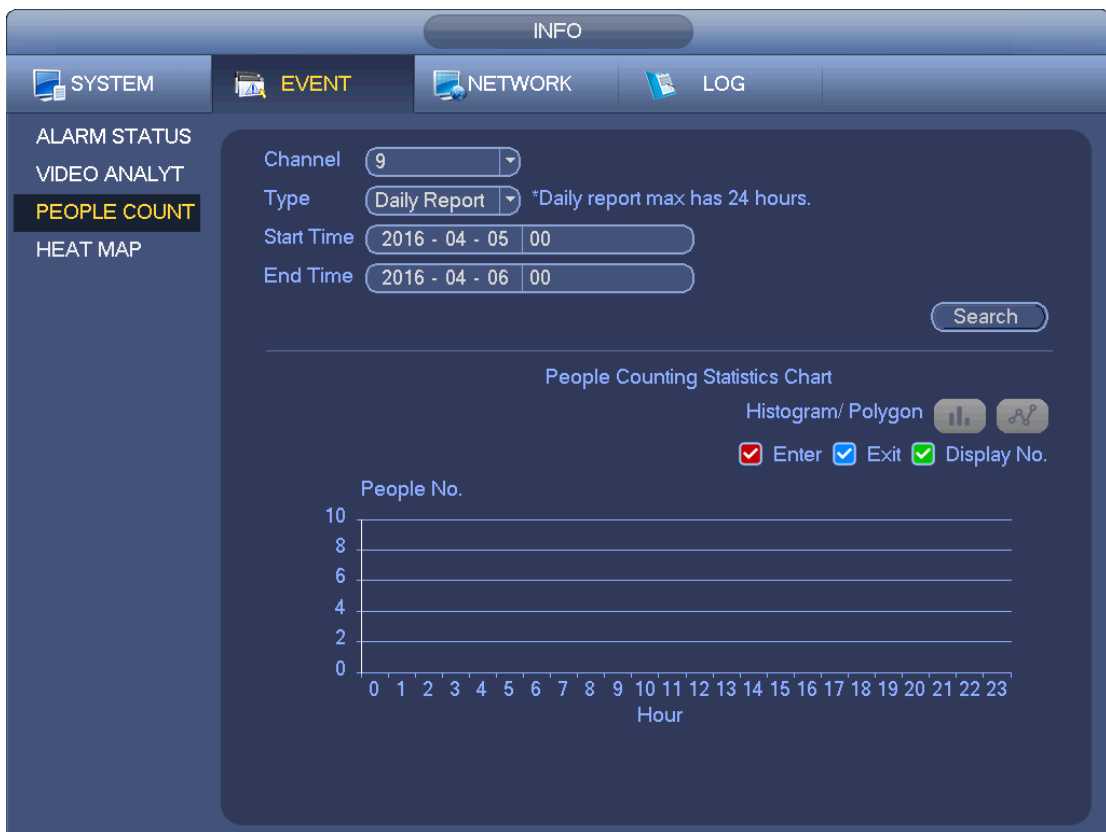 INFO
SYSTEM EVENT NETWORK LOG
ALARM STATUS
VIDEO ANALYT
PEOPLE COUNT
HEAT MAP
Channel 9
Type Daily Report *Daily report max has 24 hours.
Start Time 2016 - 04 - 05 00
End Time 2016 - 04 - 06 00
Search
People Counting Statistics Chart
Histogram/ Polygon
Enter Exit Display No.
People No.
10
8
6
4
2
0
0 1 2 3 4 5 6 7 8 9 10 11 12 13 14 15 16 17 18 19 20 21 22 23
Hour